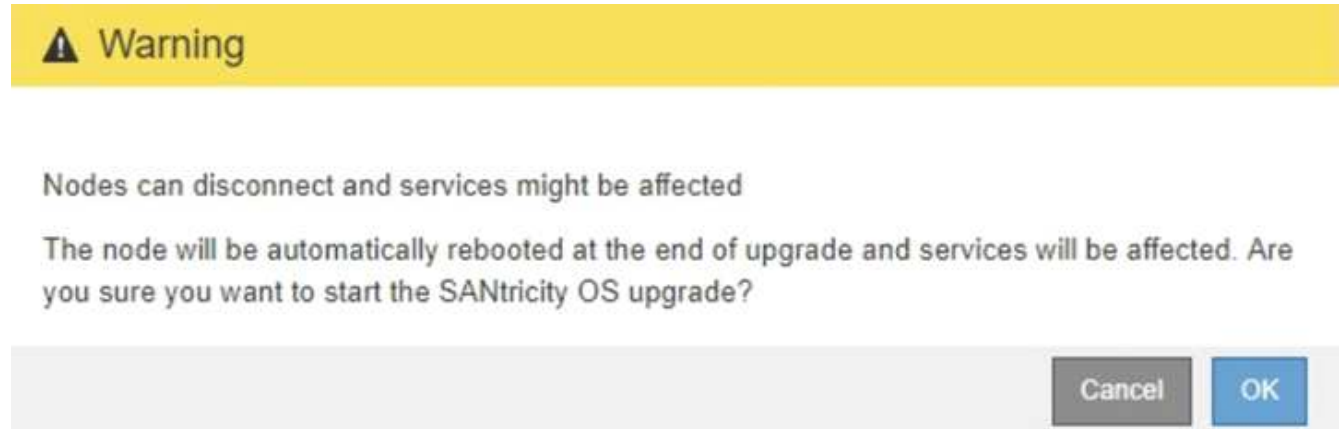 Warning
Nodes can disconnect and services might be affected
The node will be automatically rebooted at the end of upgrade and services will be affected. Are
you sure you want to start the SANtricity OS upgrade?
Cancel OK